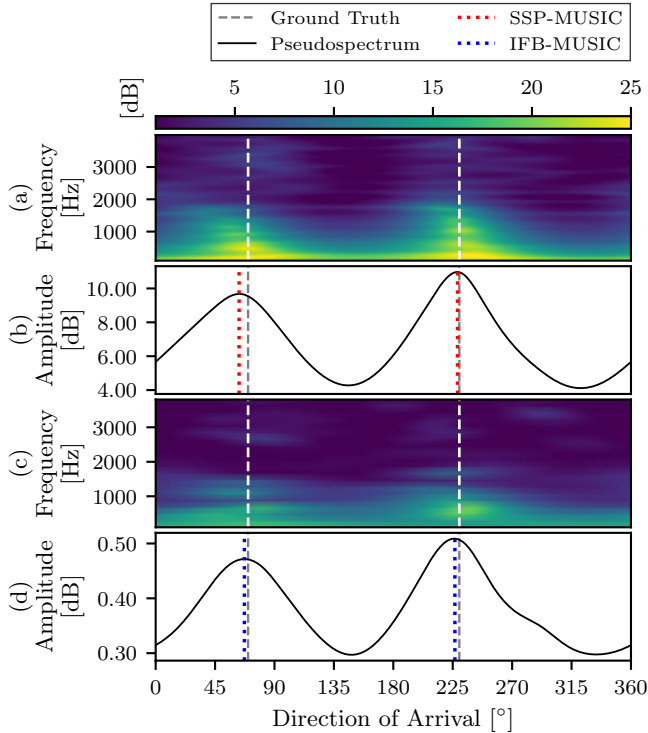 Ground Truth
Pseudospectrum
SSP-MUSIC
IFB-MUSIC
[dB]
5 10 15 20 25
(a)
Frequency
[Hz]
3000
2000
1000
(b)
Amplitude
[dB]
10.00
8.00
6.00
4.00
(c)
Frequency
[Hz]
3000
2000
1000
(d)
Amplitude
[dB]
0.50
0.40
0.30
0 45 90 135 180 225 270 315 360
Direction of Arrival [°]